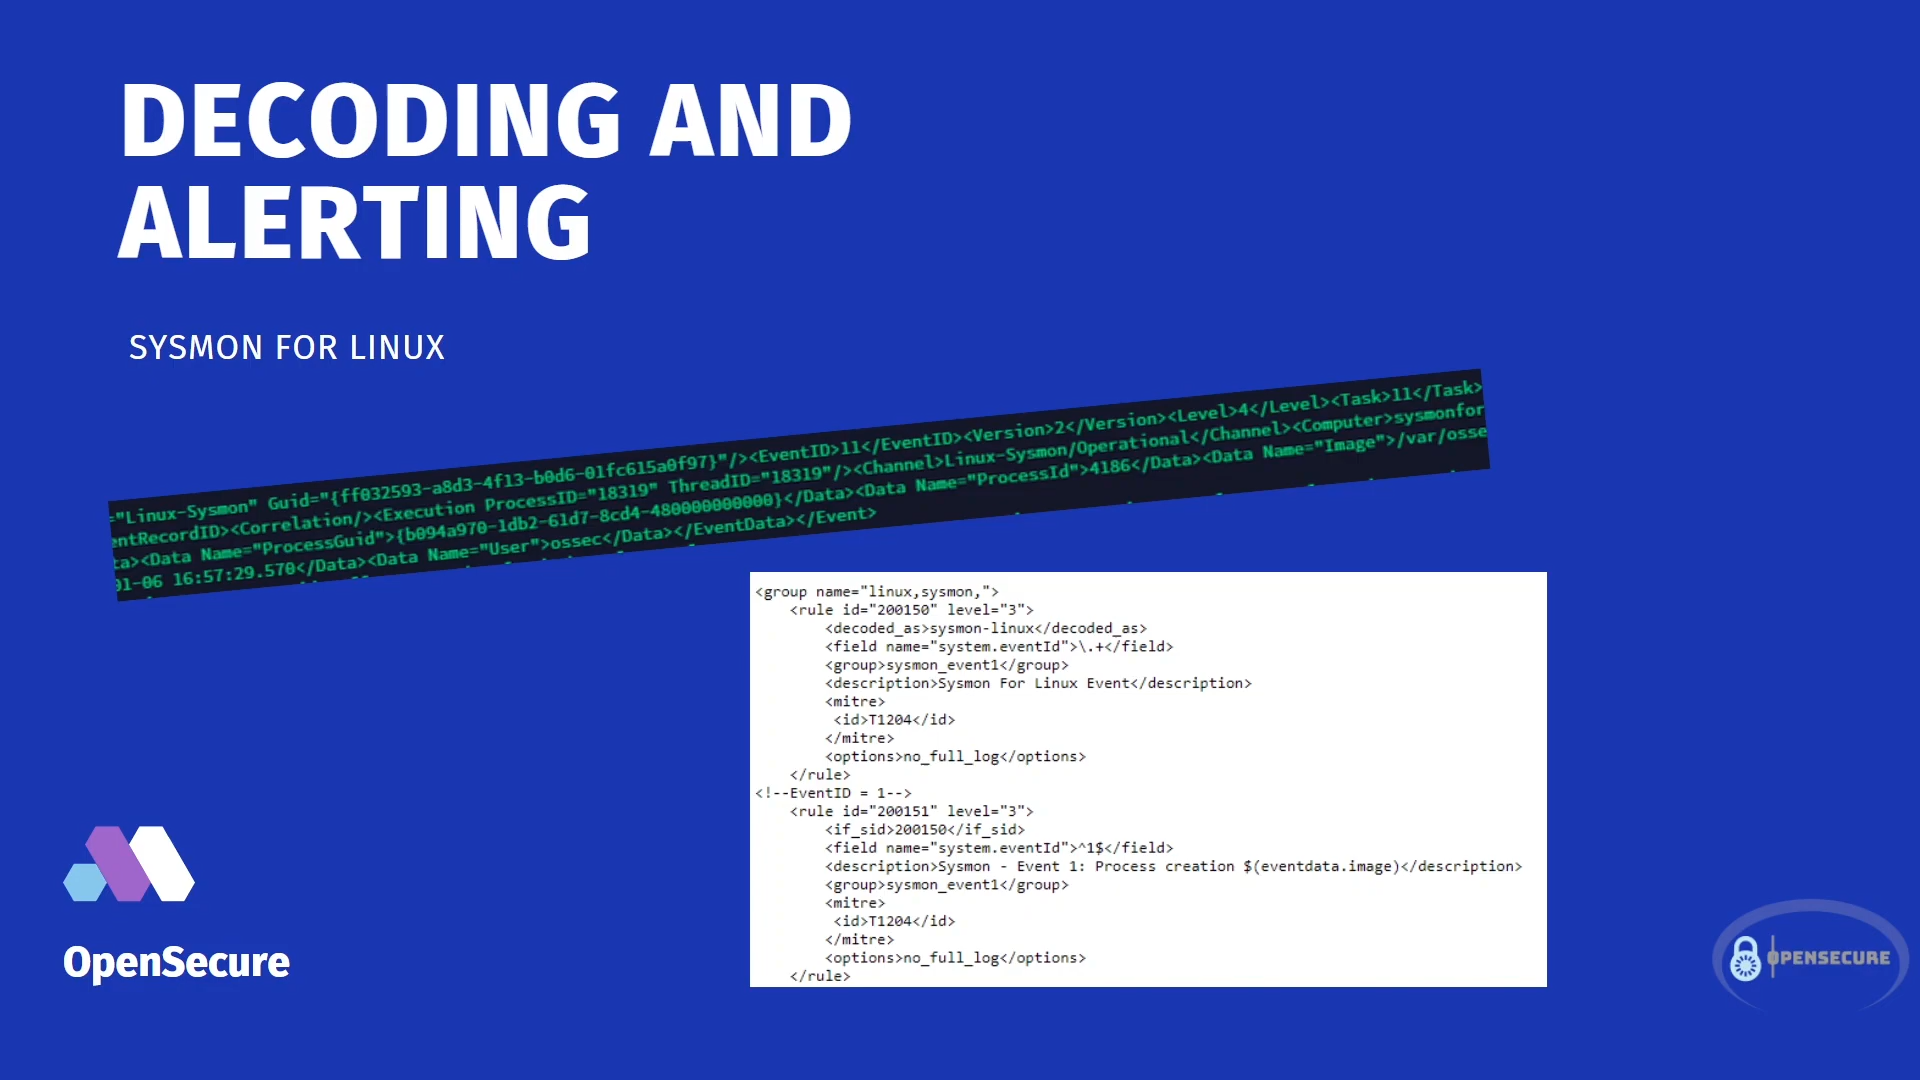 DECODING AND
ALERTING
SYSMON FOR LINUX
="Linux-Sysmon" Guid="{ff032593-a8d3-4f13-b0d6-01fc615a0f97}"/><EventID>11</EventID><Version>2</Version><Level>4</Level><Task>11</Task>
entRecordID><Correlation/><Execution ProcessID="18319" ThreadID="18319"/><Channel>Linux-Sysmon/Operational</Channel><Computer>sysmonfor
ta><Data Name="ProcessGuid">{b094a970-1db2-61d7-8cd4-480000000000}</Data><Data Name="ProcessId">4186</Data><Data Name="Image">/var/osse
01-06 16:57:29.570</Data><Data Name="User">ossec</Data></EventData></Event>
<group name="linux,sysmon,">
<rule id="200150" level="3">
<decoded_as>sysmon-linux</decoded_as>
<field name="system.eventId">\.+</field>
<group>sysmon_event1</group>
<description>Sysmon For Linux Event</description>
<mitre>
<id>T1204</id>
</mitre>
<options>no_full_log</options>
</rule>
<!--EventID = 1-->
<rule id="200151" level="3">
<if_sid>200150</if_sid>
<field name="system.eventId">^1$</field>
<description>Sysmon - Event 1: Process creation $(eventdata.image)</description>
<group>sysmon_event1</group>
<mitre>
<id>T1204</id>
</mitre>
<options>no_full_log</options>
</rule>
OpenSecure
OPENSECURE